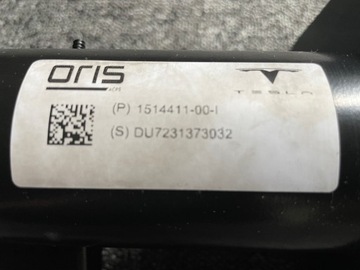 ORIS
TESLA
(P) 1514411-00-I
(S) DU7231373032